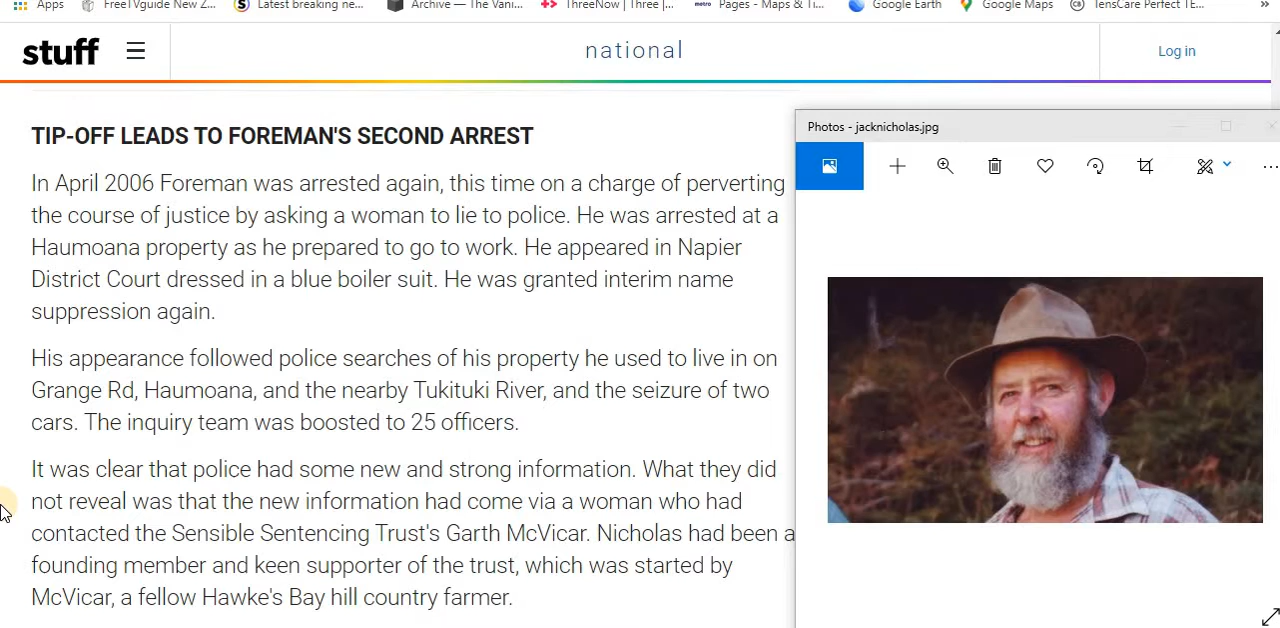 Apps FreeTVguide New Z... Latest breaking ne... Archive — The Vani... ThreeNow | Three |... metro Pages - Maps & Ti... Google Earth Google Maps TensCare Perfect TE... »
stuff national Log in
TIP-OFF LEADS TO FOREMAN'S SECOND ARREST
In April 2006 Foreman was arrested again, this time on a charge of perverting
the course of justice by asking a woman to lie to police. He was arrested at a
Haumoana property as he prepared to go to work. He appeared in Napier
District Court dressed in a blue boiler suit. He was granted interim name
suppression again.
His appearance followed police searches of his property he used to live in on
Grange Rd, Haumoana, and the nearby Tukituki River, and the seizure of two
cars. The inquiry team was boosted to 25 officers.
It was clear that police had some new and strong information. What they did
not reveal was that the new information had come via a woman who had
contacted the Sensible Sentencing Trust's Garth McVicar. Nicholas had been a
founding member and keen supporter of the trust, which was started by
McVicar, a fellow Hawke's Bay hill country farmer.
Photos - jacknicholas.jpg